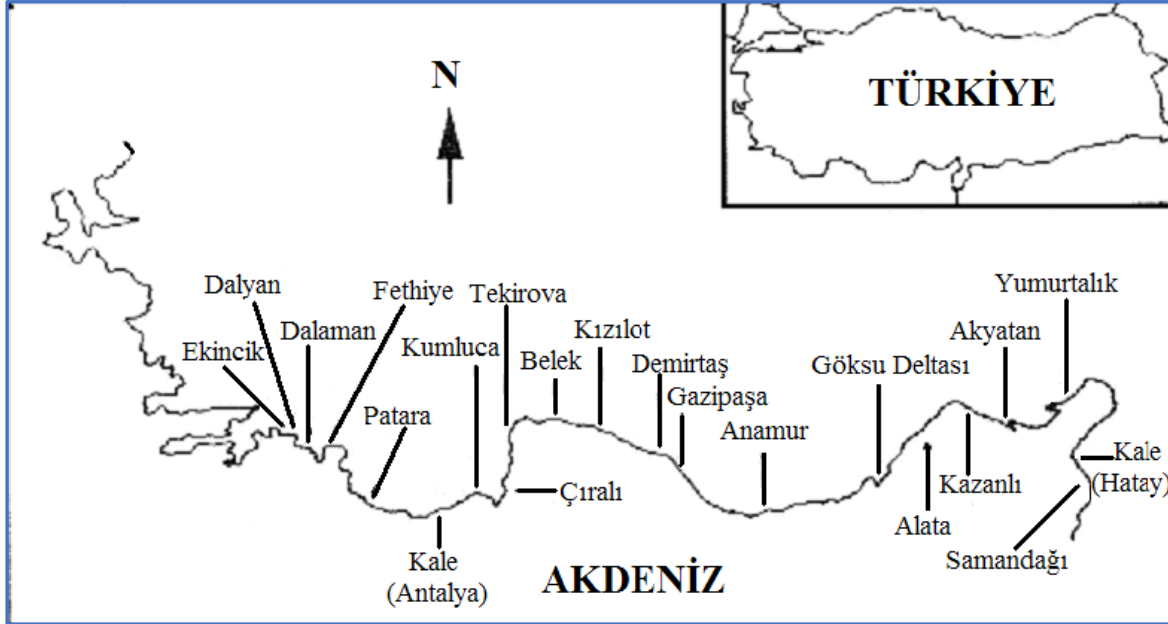 TÜRKİYE
N
Dalyan
Fethiye
Tekirova
Yumurtalık
Ekincik
Dalaman
Kumluca
Belek
Kızılot
Demirtaş
Göksu Deltası
Akyatan
Patara
Gazipaşa
Anamur
Çıralı
Kazanlı
Kale
(Hatay)
Alata
Samandağı
Kale
(Antalya)
AKDENİZ